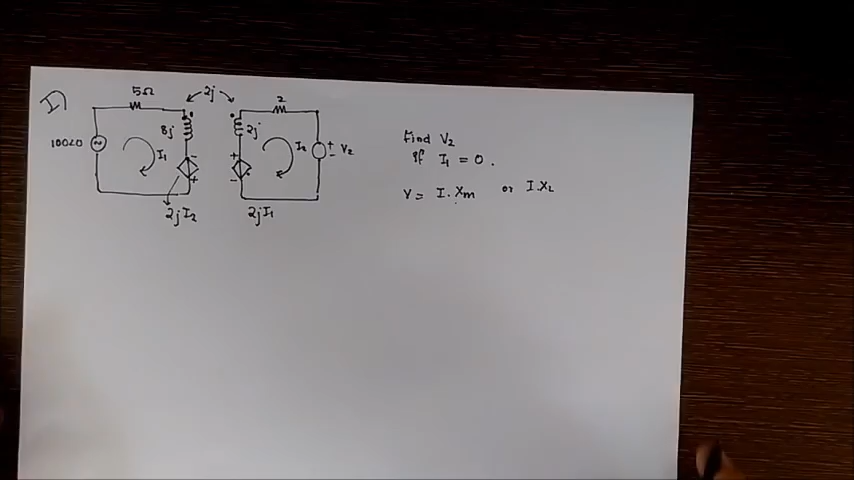 1)
5Ω
2j
2
100∠0
8j
I₁
2j
I₂
+
-
V₂
-
+
+
-
2jI₂
2jI₁
Find V₂
if I₁ = 0.
V = I.Xm or I.XL